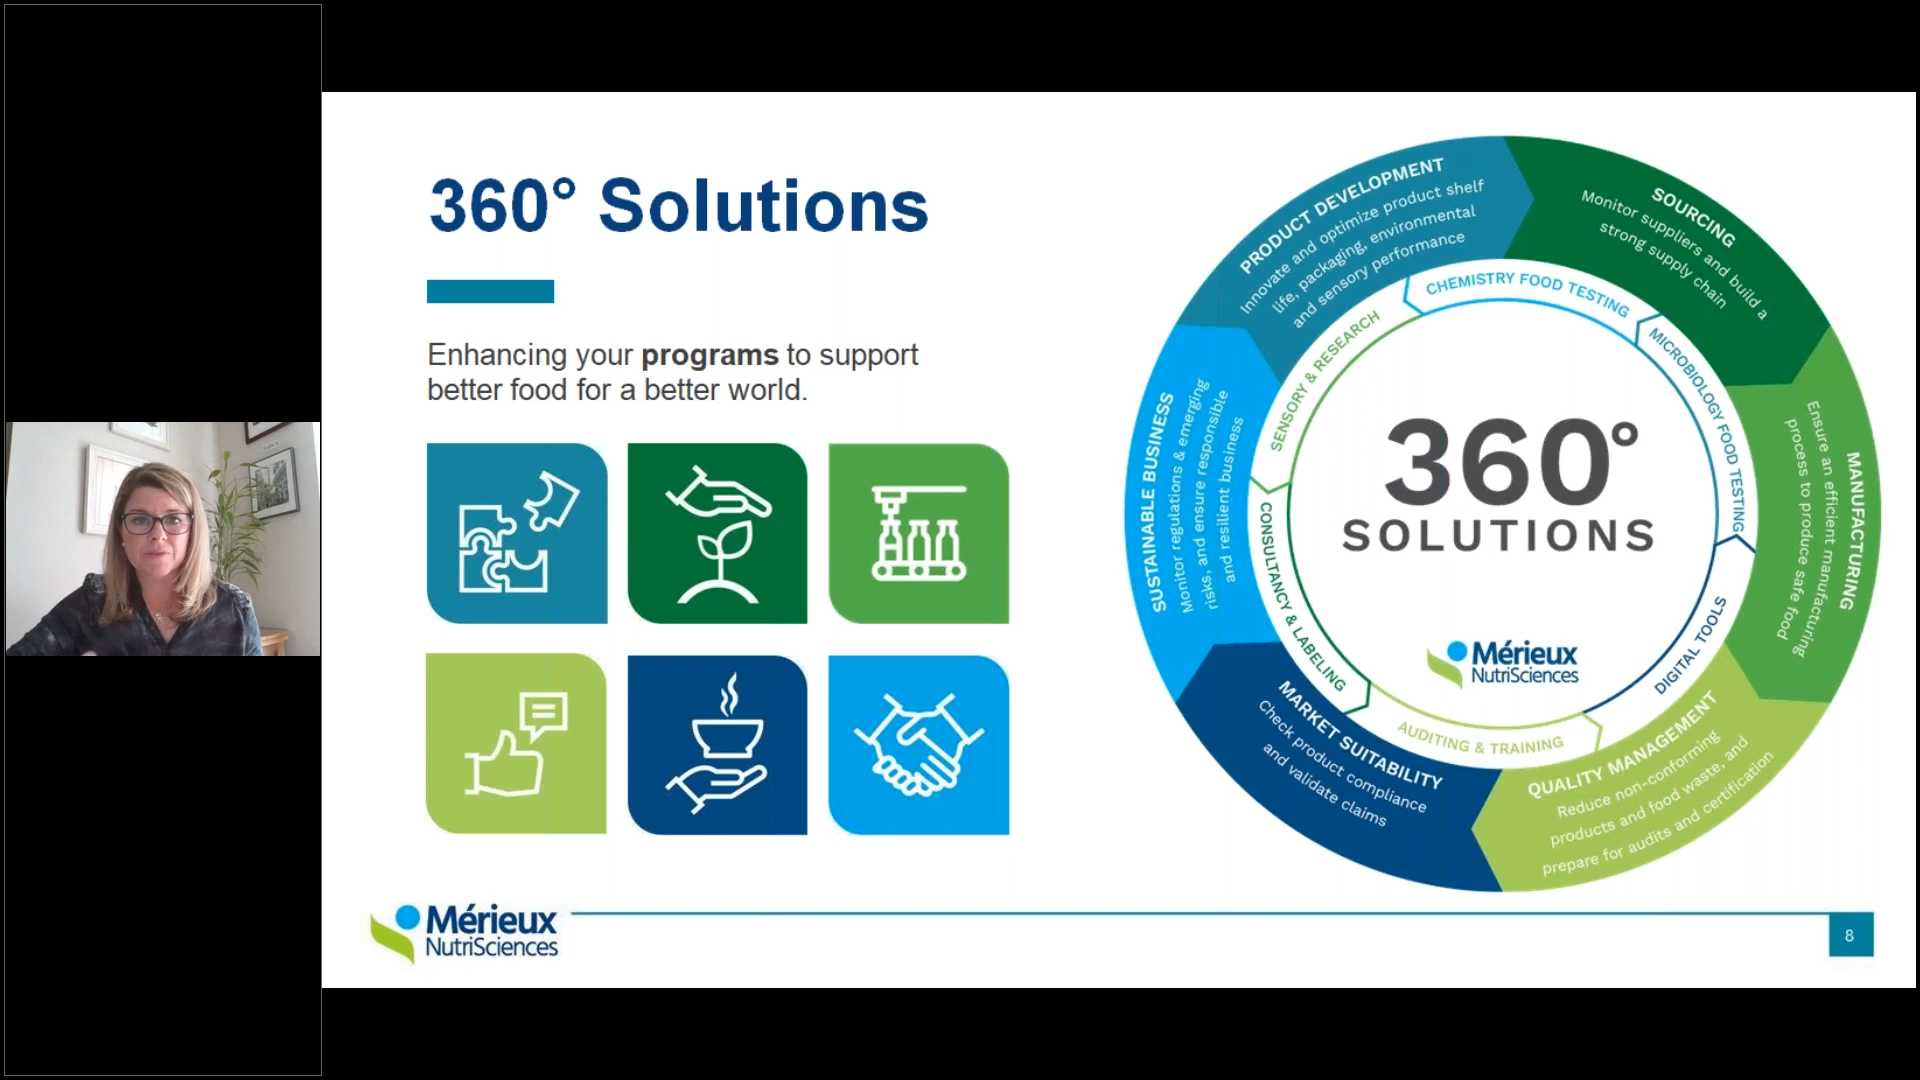 360° Solutions
Enhancing your programs to support
better food for a better world.
PRODUCT DEVELOPMENT
Innovate and optimize product shelf
life, packaging, environmental
and sensory performance
SOURCING
Monitor suppliers and build a
strong supply chain
MANUFACTURING
Ensure an efficient manufacturing
process to produce safe food
QUALITY MANAGEMENT
Reduce non-conforming
products and food waste, and
prepare for audits and certification
MARKET SUITABILITY
Check product compliance
and validate claims
SUSTAINABLE BUSINESS
Monitor regulations & emerging
risks, and ensure responsible
and resilient business
CHEMISTRY FOOD TESTING
MICROBIOLOGY FOOD TESTING
DIGITAL TOOLS
AUDITING & TRAINING
CONSULTANCY & LABELING
SENSORY & RESEARCH
360°
SOLUTIONS
Mérieux
NutriSciences
Mérieux
NutriSciences
8